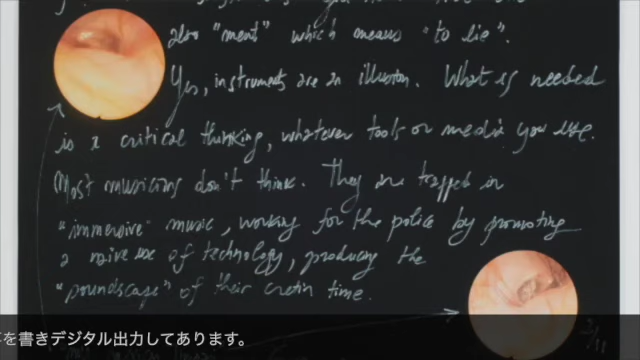 also "ment" which means "to lie".
Yes, instruments are an illusion. What is needed
is a critical thinking, whatever tools or media you use.
Most musicians don't think. They are trapped in
"immersive" music, working for the police by promoting
a naive use of technology, producing the
"soundscape" of their cretin time.
を書きデジタル出力してあります。
2/11